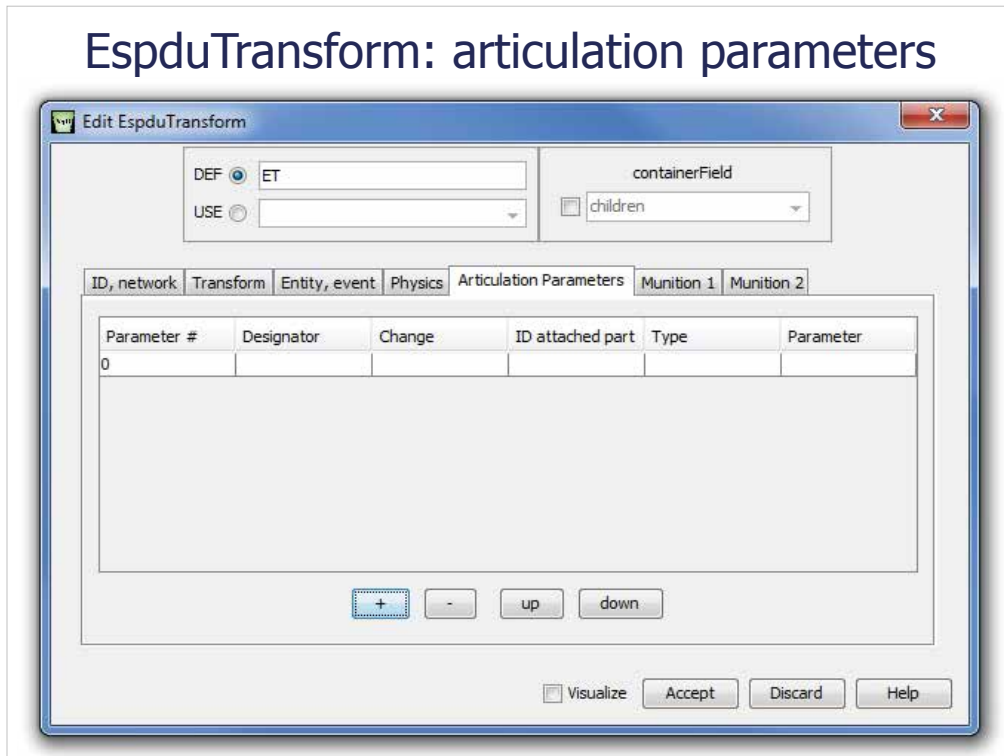 EspduTransform: articulation parameters
Edit EspduTransform
DEF ET
containerField
USE
children
ID, network Transform Entity, event Physics Articulation Parameters Munition 1 Munition 2
Parameter # Designator Change ID attached part Type Parameter
0
+ - up down
Visualize Accept Discard Help